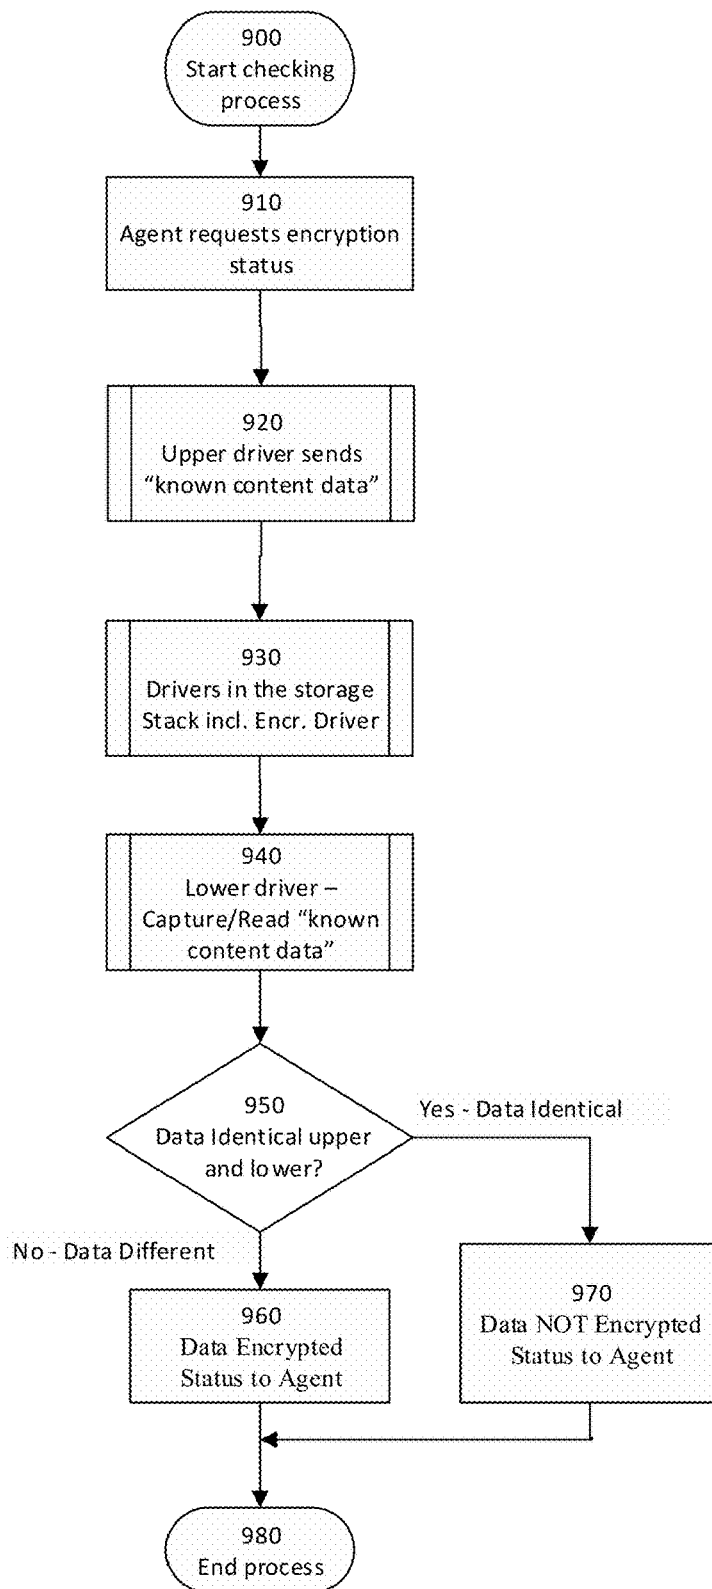 900
Start checking
process
910
Agent requests encryption
status
920
Upper driver sends
“known content data”
930
Drivers in the storage
Stack incl. Encr. Driver
940
Lower driver –
Capture/Read “known
content data”
950
Data Identical upper
and lower?
Yes - Data Identical
No - Data Different
960
Data Encrypted
Status to Agent
970
Data NOT Encrypted
Status to Agent
980
End process